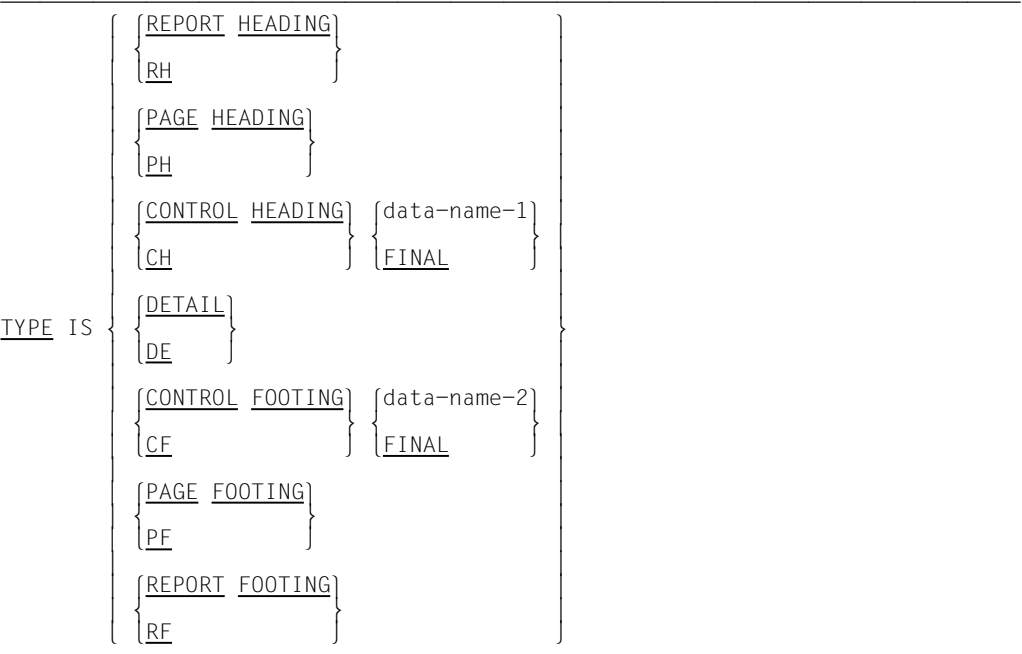 REPORT HEADING
RH
PAGE HEADING
PH
CONTROL HEADING data-name-1
CH FINAL
DETAIL
TYPE IS
DE
CONTROL FOOTING data-name-2
CF FINAL
PAGE FOOTING
PF
REPORT FOOTING
RF